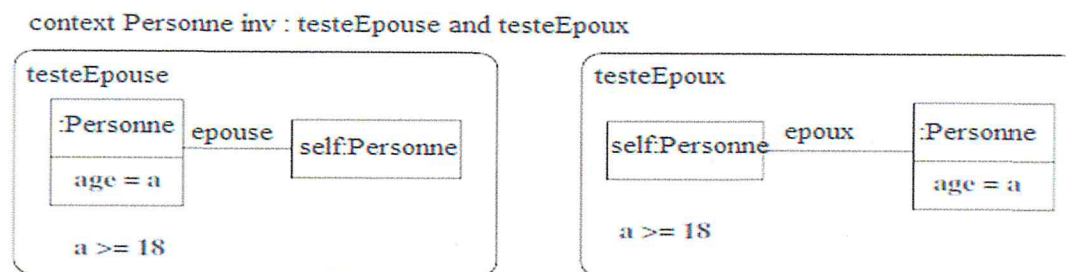 context Personne inv : testeEpouse and testeEpoux
testeEpouse
:Personne
epouse
self:Personne
age = a
a >= 18
testeEpoux
self:Personne
epoux
:Personne
age = a
a >= 18